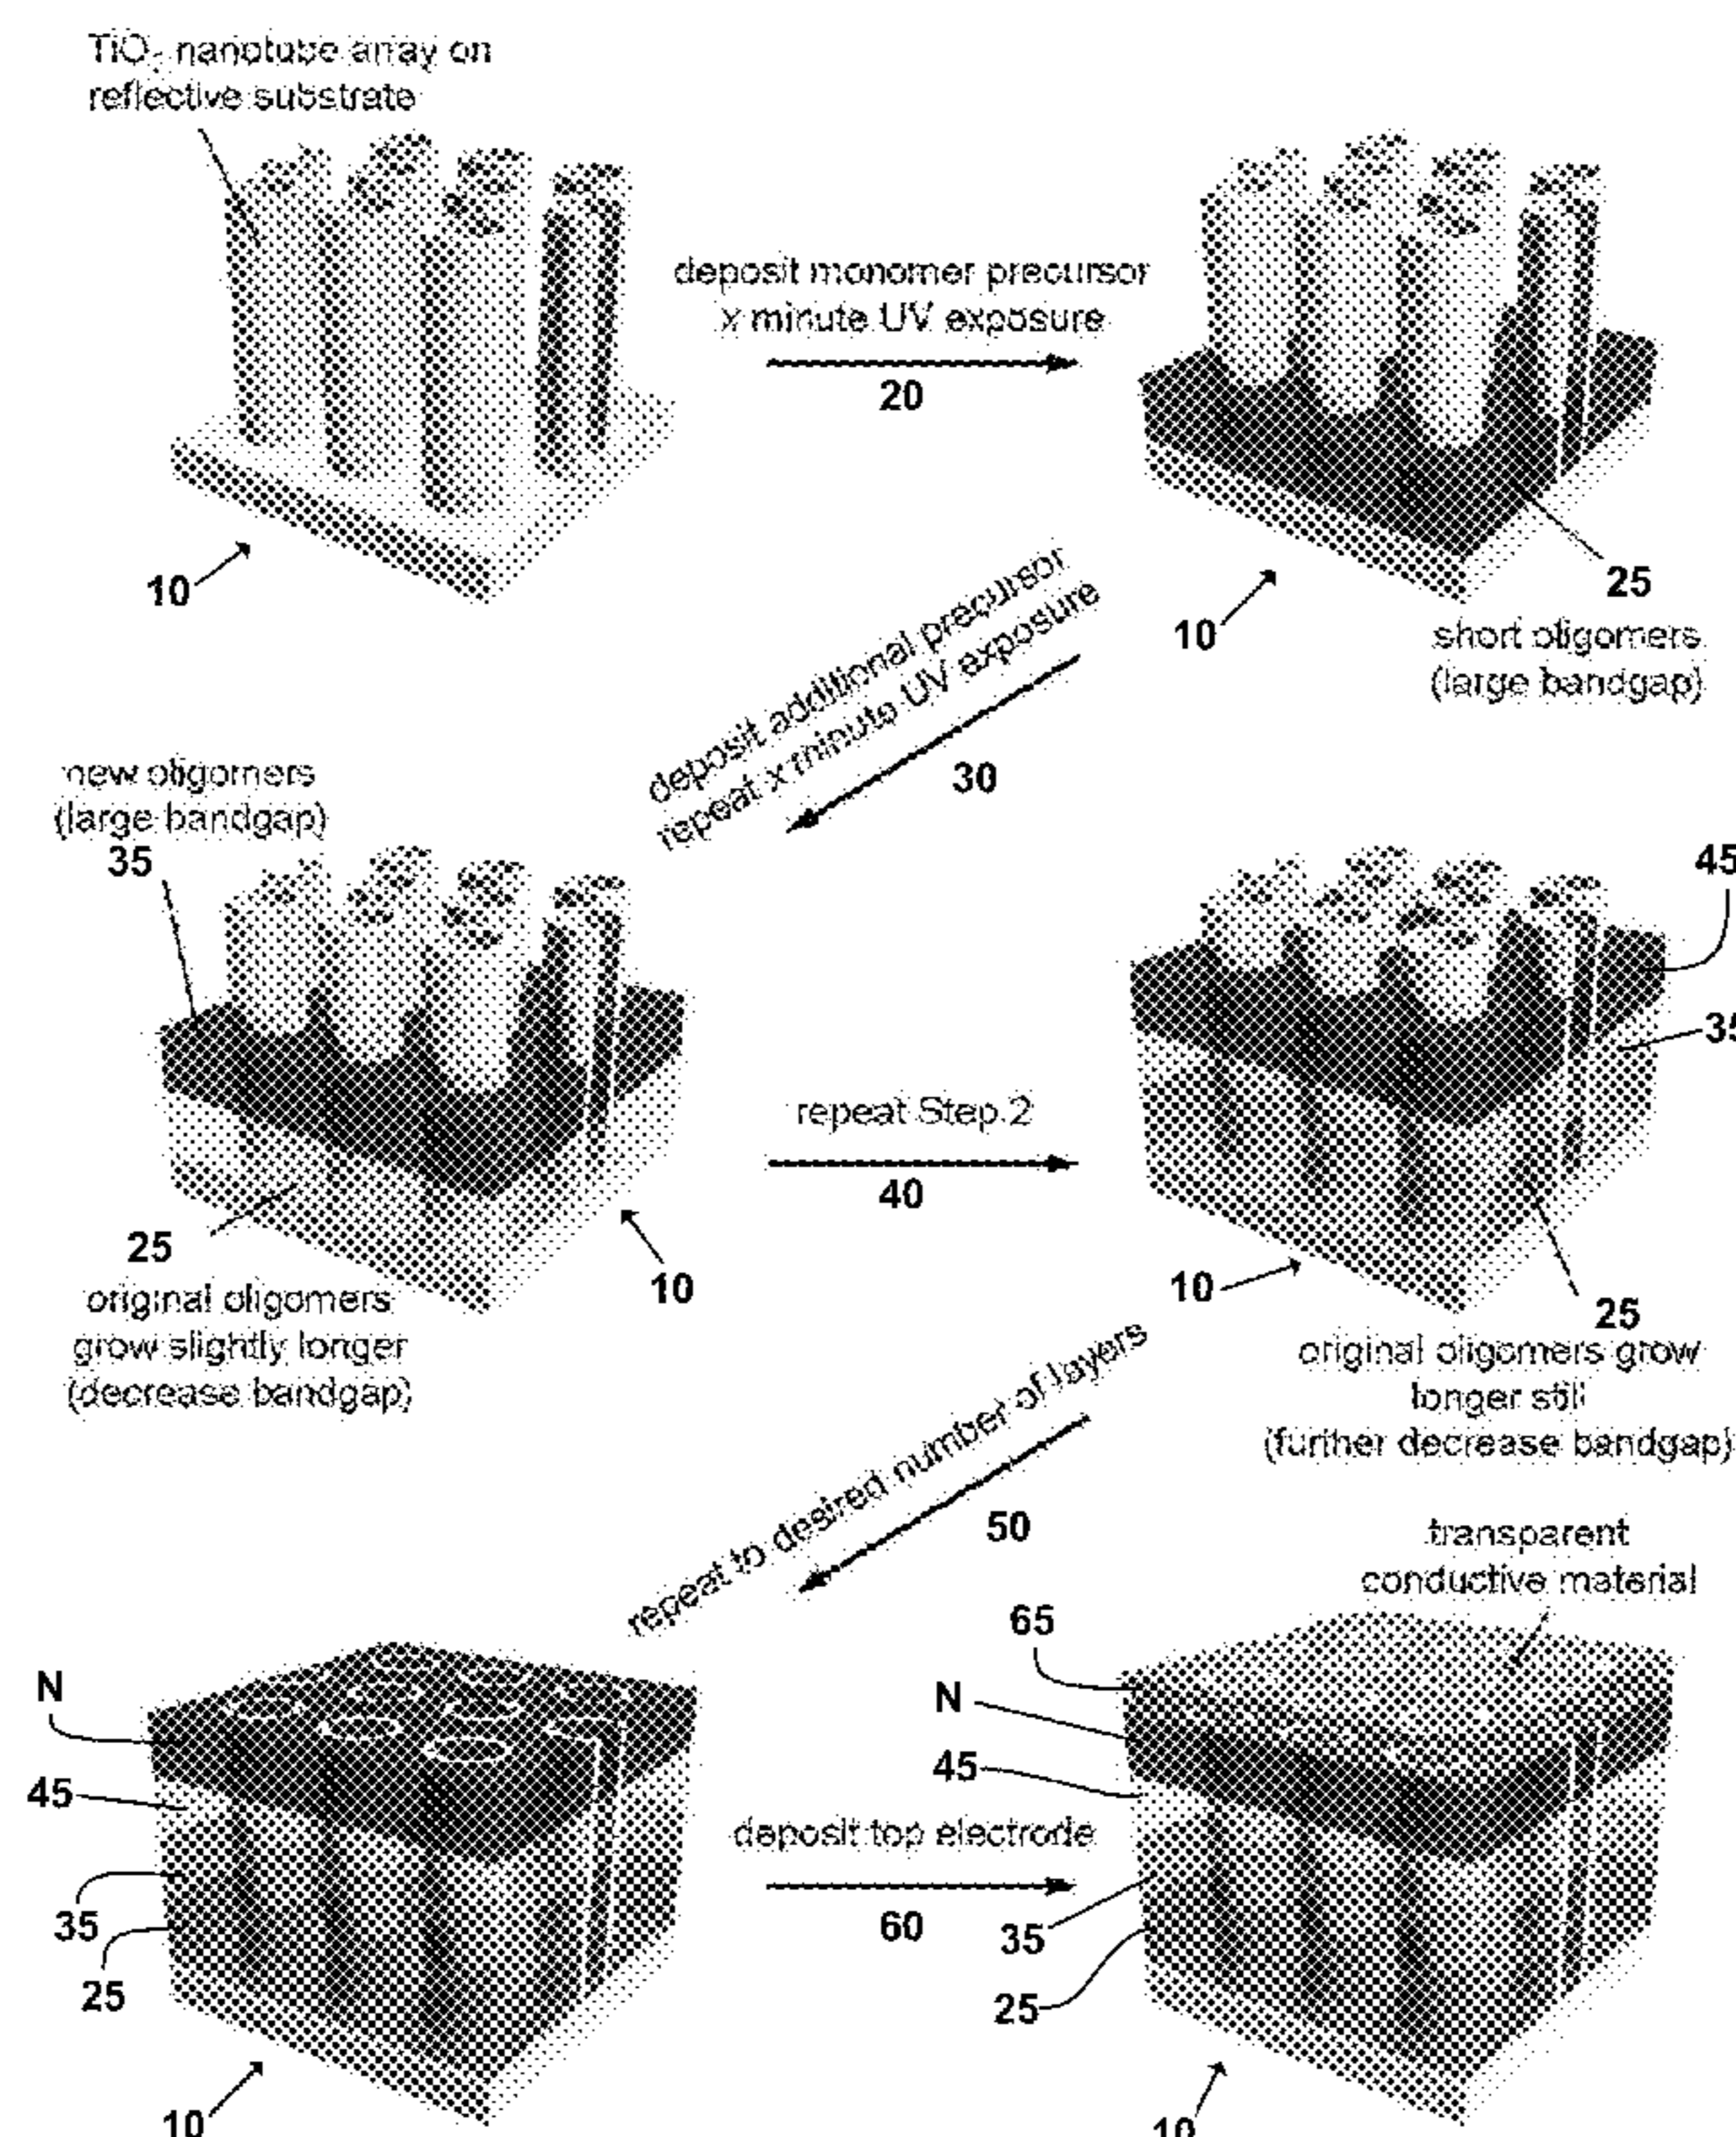 TiO₂ nanotube array on
reflective substrate
10
deposit monomer precursor
x minute UV exposure
20
10
25
short oligomers
(large bandgap)
deposit additional precursor
repeat x minute UV exposure
30
new oligomers
(large bandgap)
35
25
original oligomers
grow slightly longer
(decrease bandgap)
10
repeat Step 2
40
45
35
10
25
original oligomers grow
longer still
(further decrease bandgap)
repeat to desired number of layers
50
N
45
35
25
10
deposit top electrode
60
transparent
conductive material
65
N
45
35
25
10